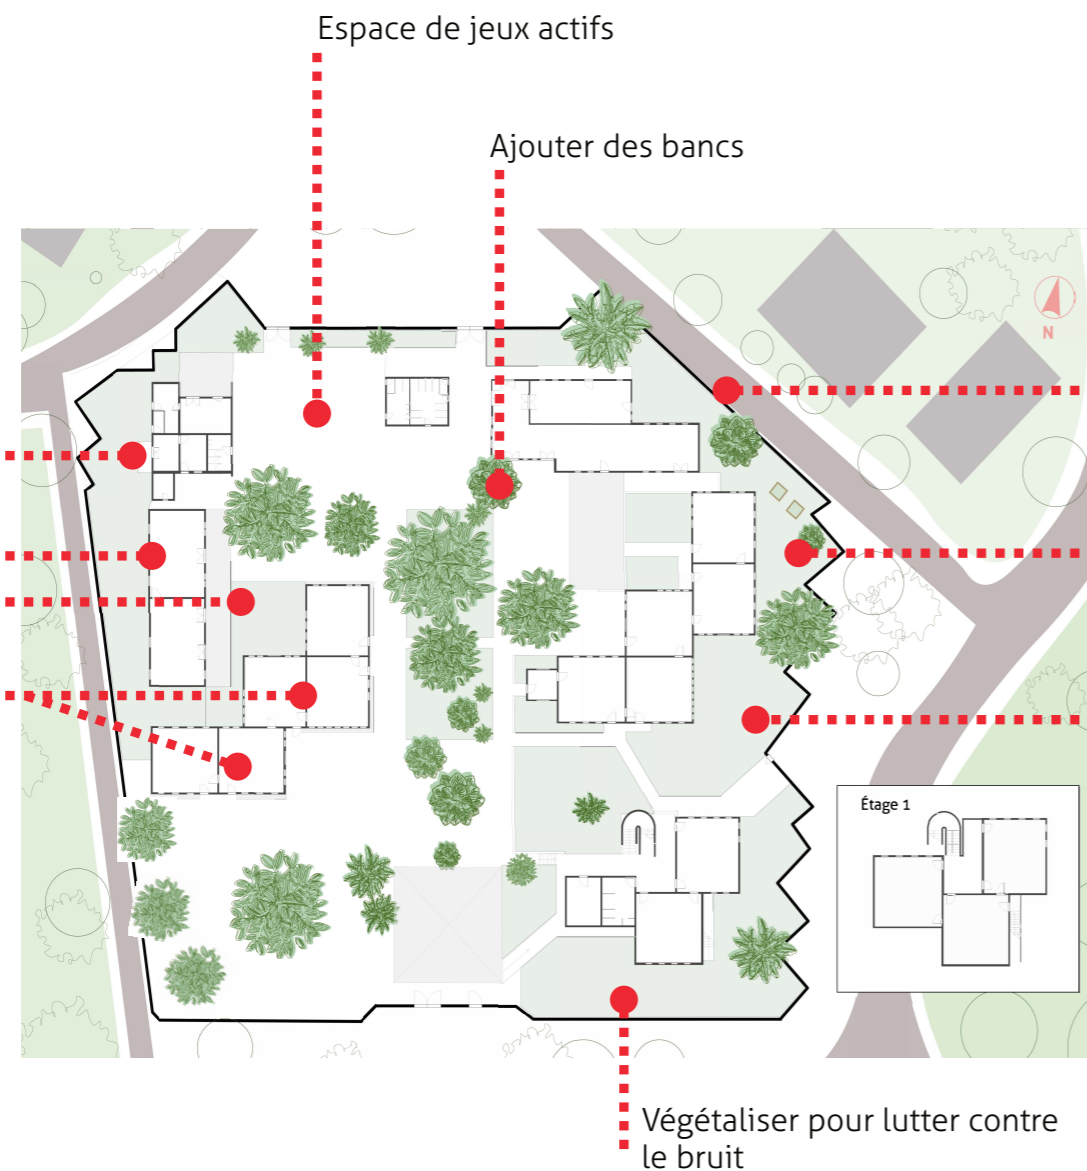 Espace de jeux actifs
Ajouter des bancs
N
Étage 1
Végétaliser pour lutter contre
le bruit